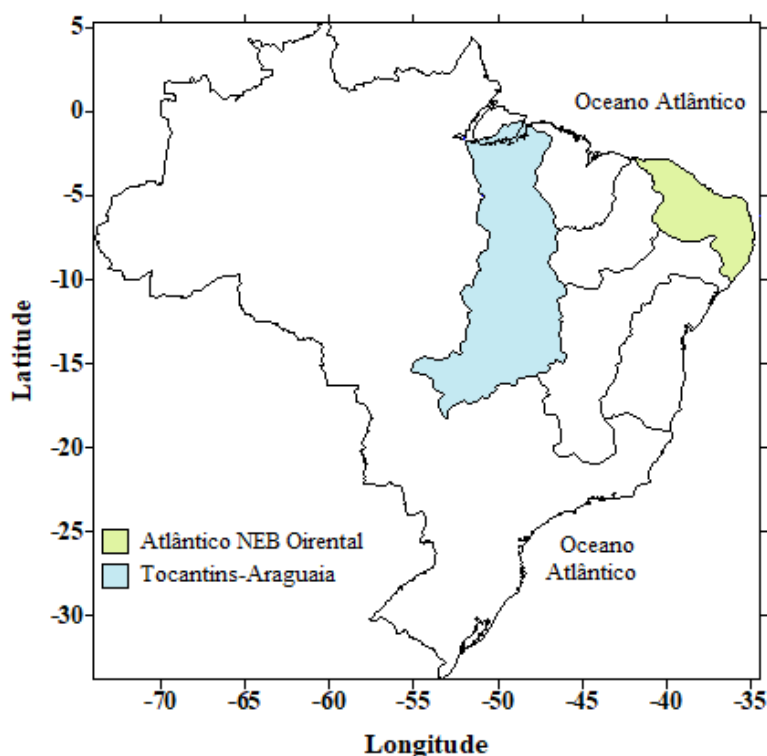 5
0
-5
-10
-15
-20
-25
-30
Latitude
Oceano Atlântico
Atlântico NEB Oirental
Tocantins-Araguaia
Oceano
Atlântico
-70
-65
-60
-55
-50
-45
-40
-35
Longitude